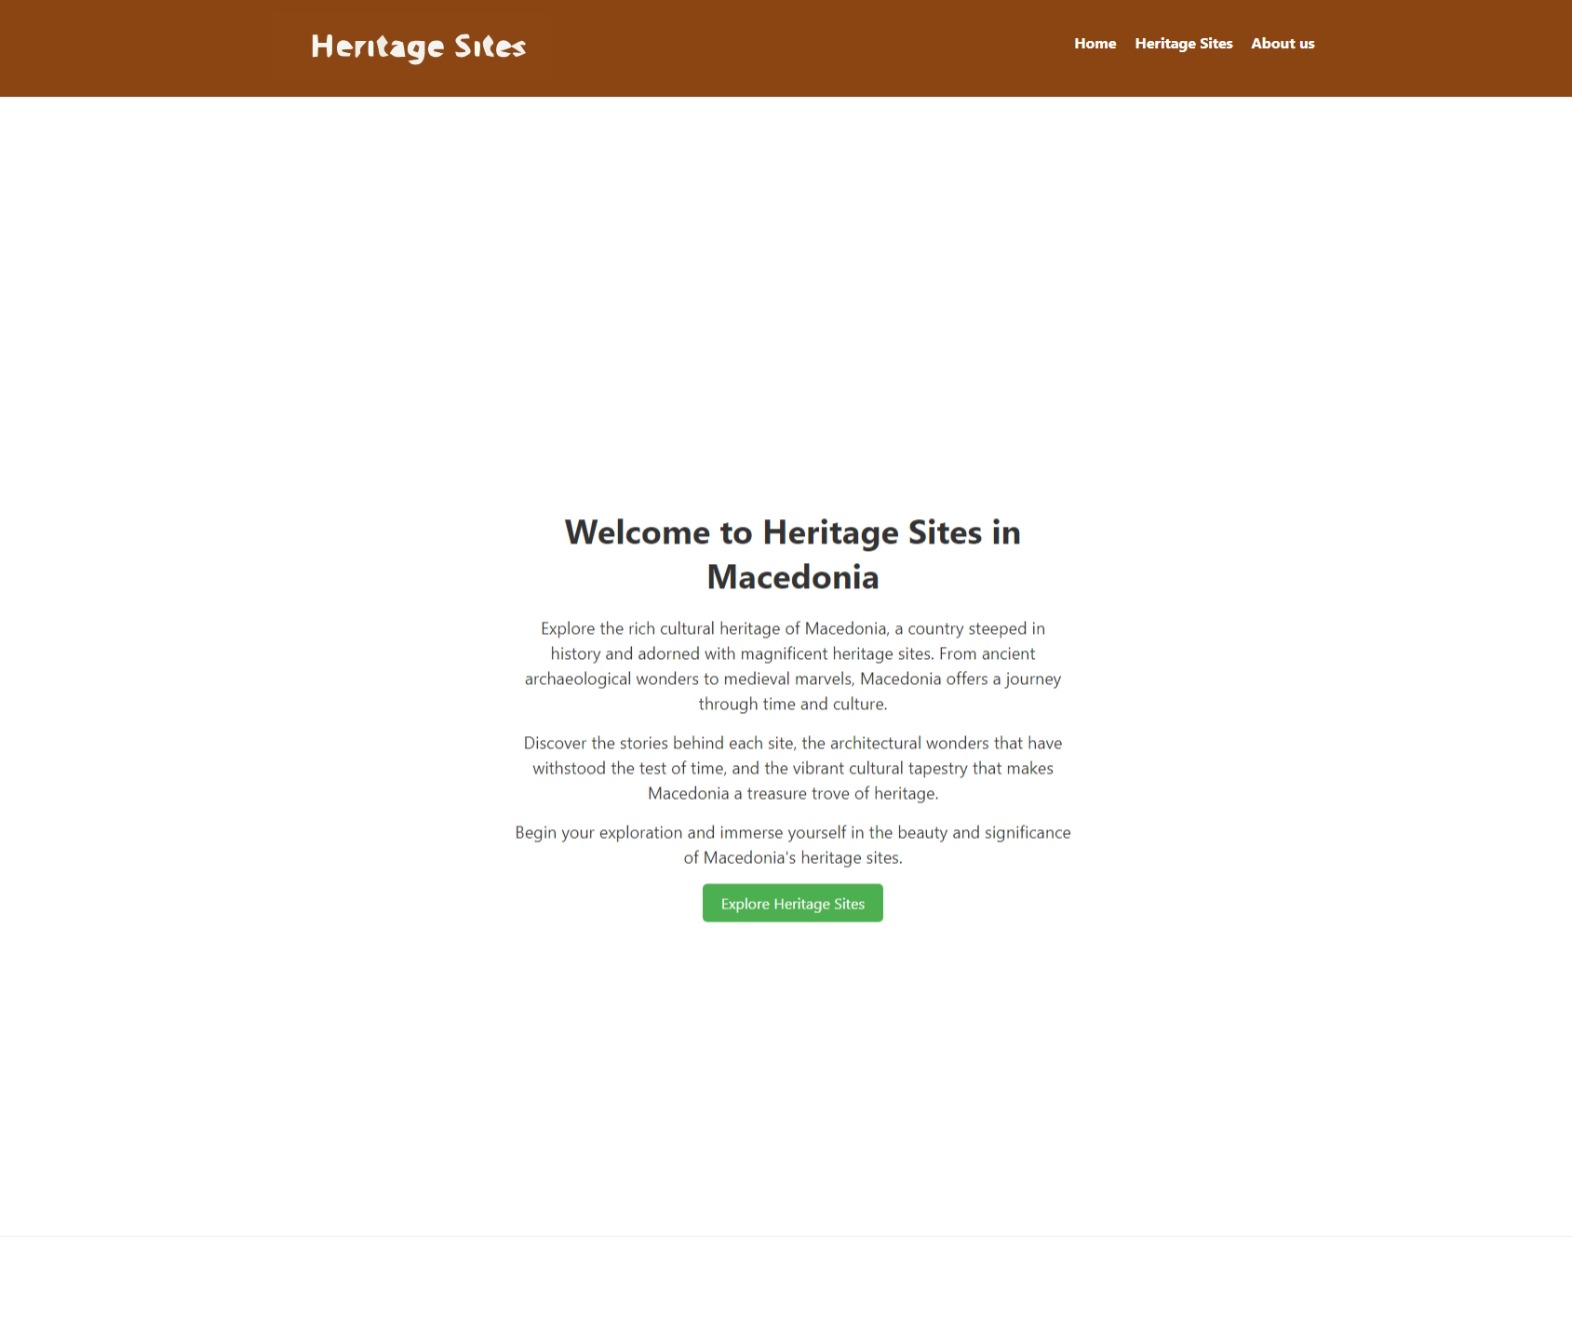 Heritage Sites
Home Heritage Sites About us
Welcome to Heritage Sites in
Macedonia
Explore the rich cultural heritage of Macedonia, a country steeped in
history and adorned with magnificent heritage sites. From ancient
archaeological wonders to medieval marvels, Macedonia offers a journey
through time and culture.
Discover the stories behind each site, the architectural wonders that have
withstood the test of time, and the vibrant cultural tapestry that makes
Macedonia a treasure trove of heritage.
Begin your exploration and immerse yourself in the beauty and significance
of Macedonia's heritage sites.
Explore Heritage Sites